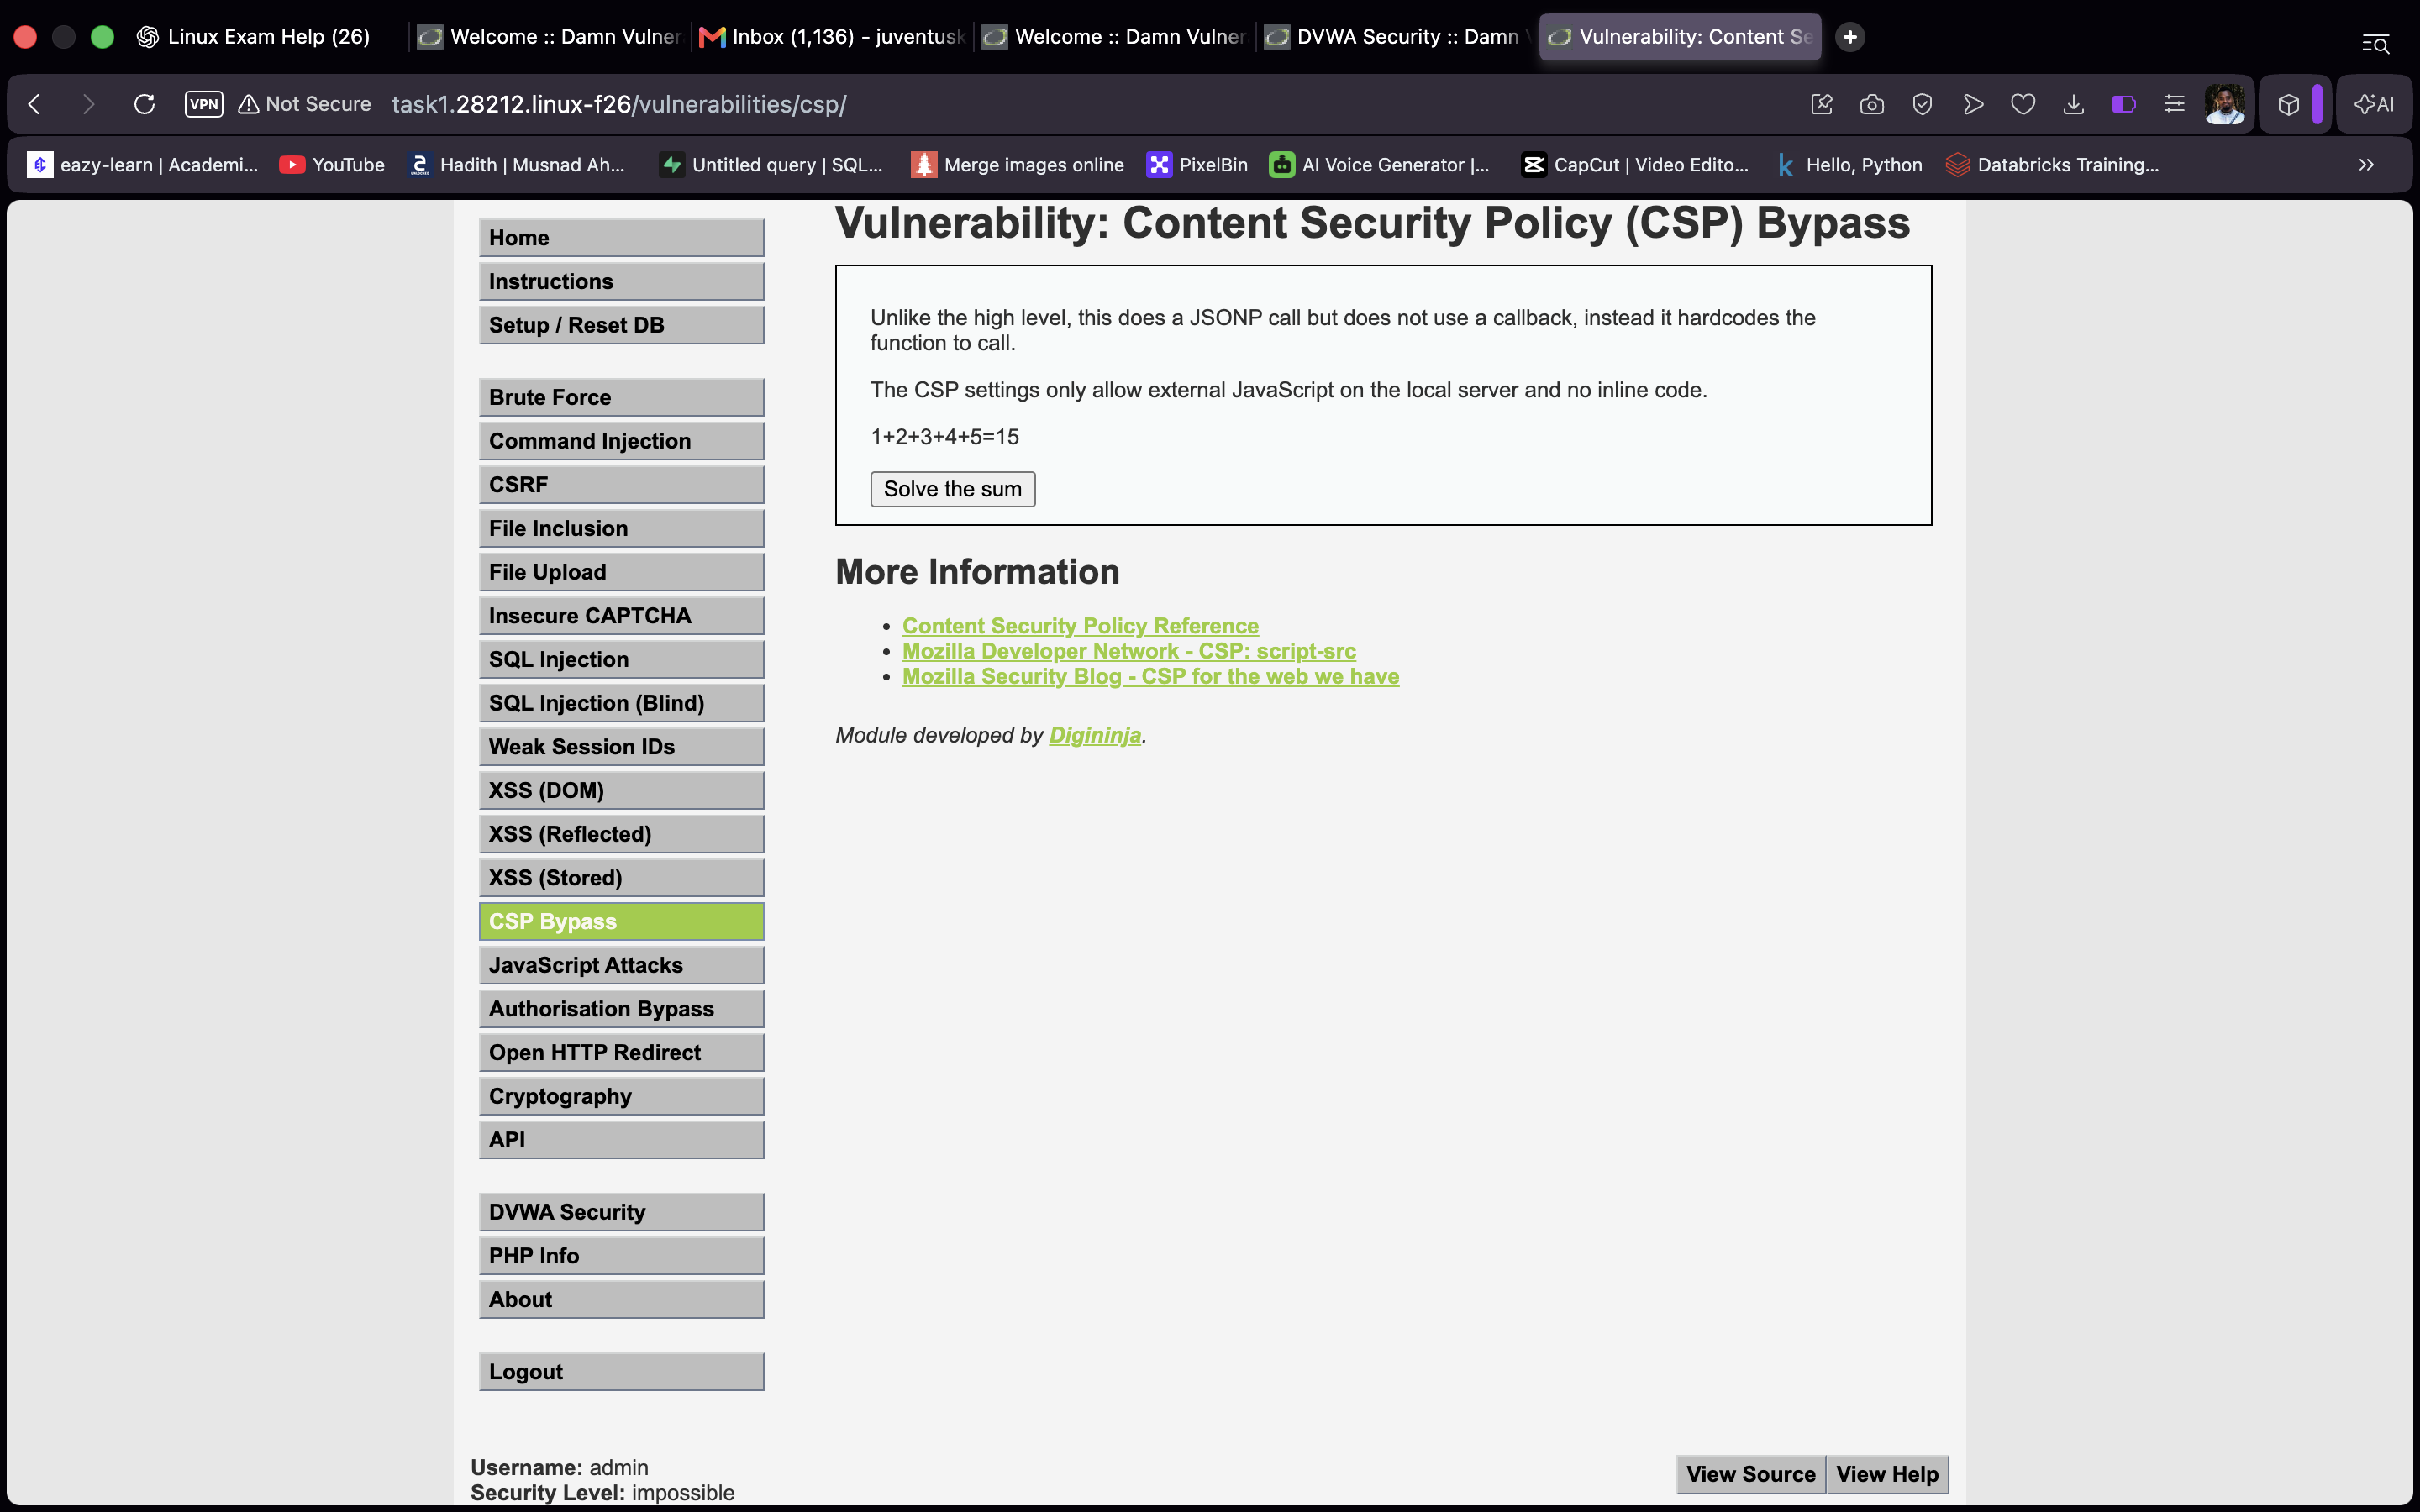 Linux Exam Help (26)
Welcome :: Damn Vulner
Inbox (1,136) - juventusk
Welcome :: Damn Vulner
DVWA Security :: Damn
Vulnerability: Content Se
VPN
Not Secure
task1.28212.linux-f26/vulnerabilities/csp/
AI
eazy-learn | Academi...
YouTube
Hadith | Musnad Ah...
Untitled query | SQL...
Merge images online
PixelBin
AI Voice Generator |...
CapCut | Video Edito...
Hello, Python
Databricks Training...
Home
Instructions
Setup / Reset DB
Brute Force
Command Injection
CSRF
File Inclusion
File Upload
Insecure CAPTCHA
SQL Injection
SQL Injection (Blind)
Weak Session IDs
XSS (DOM)
XSS (Reflected)
XSS (Stored)
CSP Bypass
JavaScript Attacks
Authorisation Bypass
Open HTTP Redirect
Cryptography
API
DVWA Security
PHP Info
About
Logout
Vulnerability: Content Security Policy (CSP) Bypass
Unlike the high level, this does a JSONP call but does not use a callback, instead it hardcodes the
function to call.
The CSP settings only allow external JavaScript on the local server and no inline code.
1+2+3+4+5=15
Solve the sum
More Information
• Content Security Policy Reference
• Mozilla Developer Network - CSP: script-src
• Mozilla Security Blog - CSP for the web we have
Module developed by Digininja.
Username: admin
Security Level: impossible
View Source
View Help